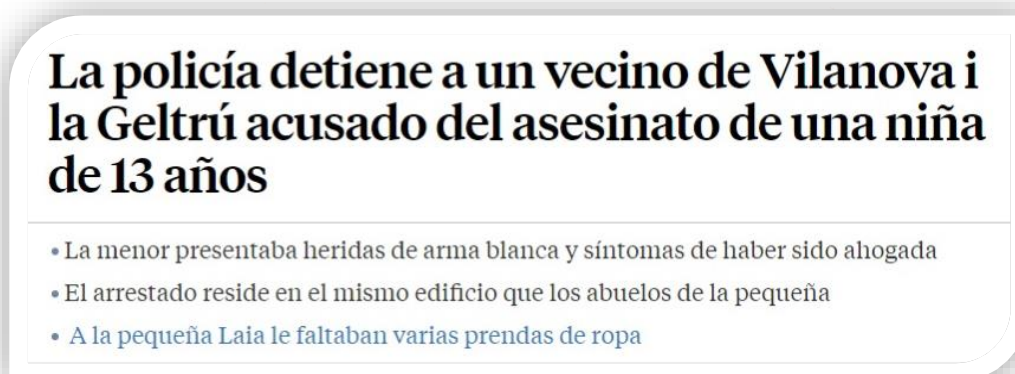 La policía detiene a un vecino de Vilanova i
la Geltrú acusado del asesinato de una niña
de 13 años
• La menor presentaba heridas de arma blanca y síntomas de haber sido ahogada
• El arrestado reside en el mismo edificio que los abuelos de la pequeña
• A la pequeña Laia le faltaban varias prendas de ropa